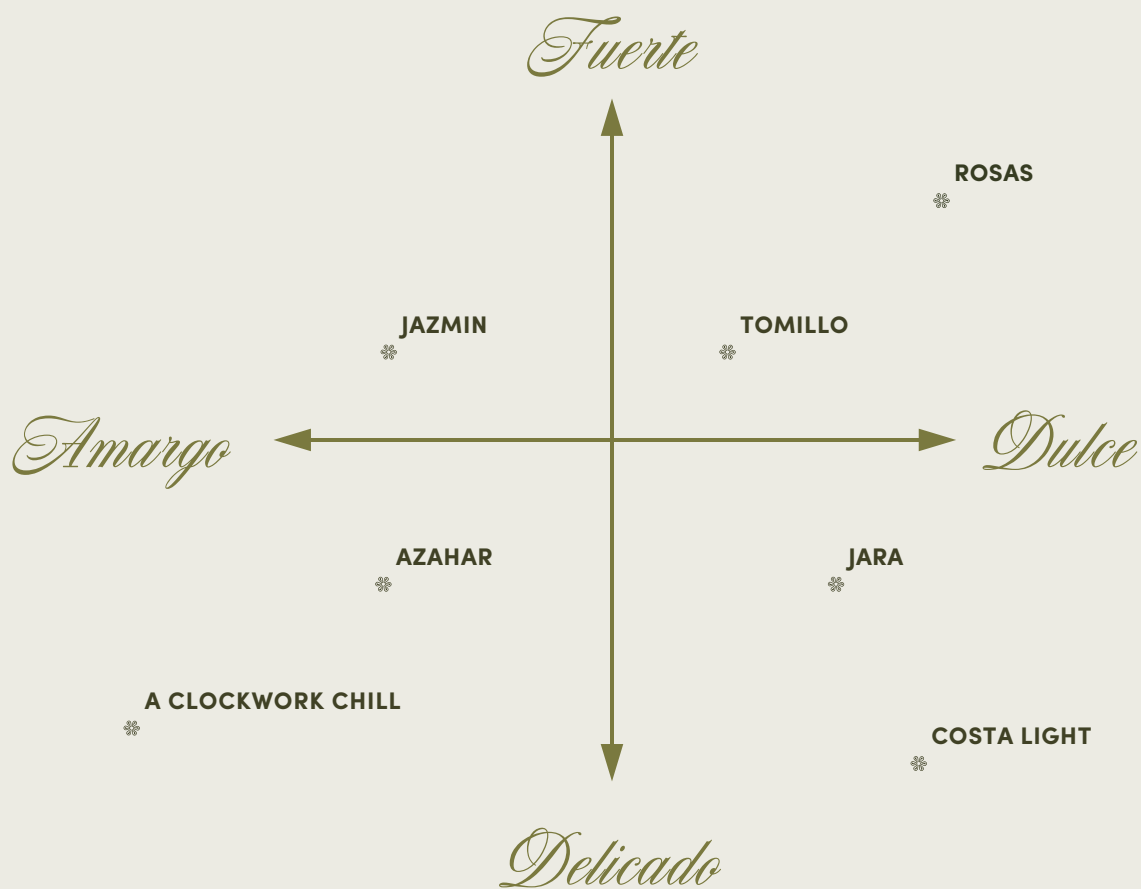 Fuerte
ROSAS
JAZMIN
TOMILLO
Amargo
Dulce
AZAHAR
JARA
A CLOCKWORK CHILL
COSTA LIGHT
Delicado